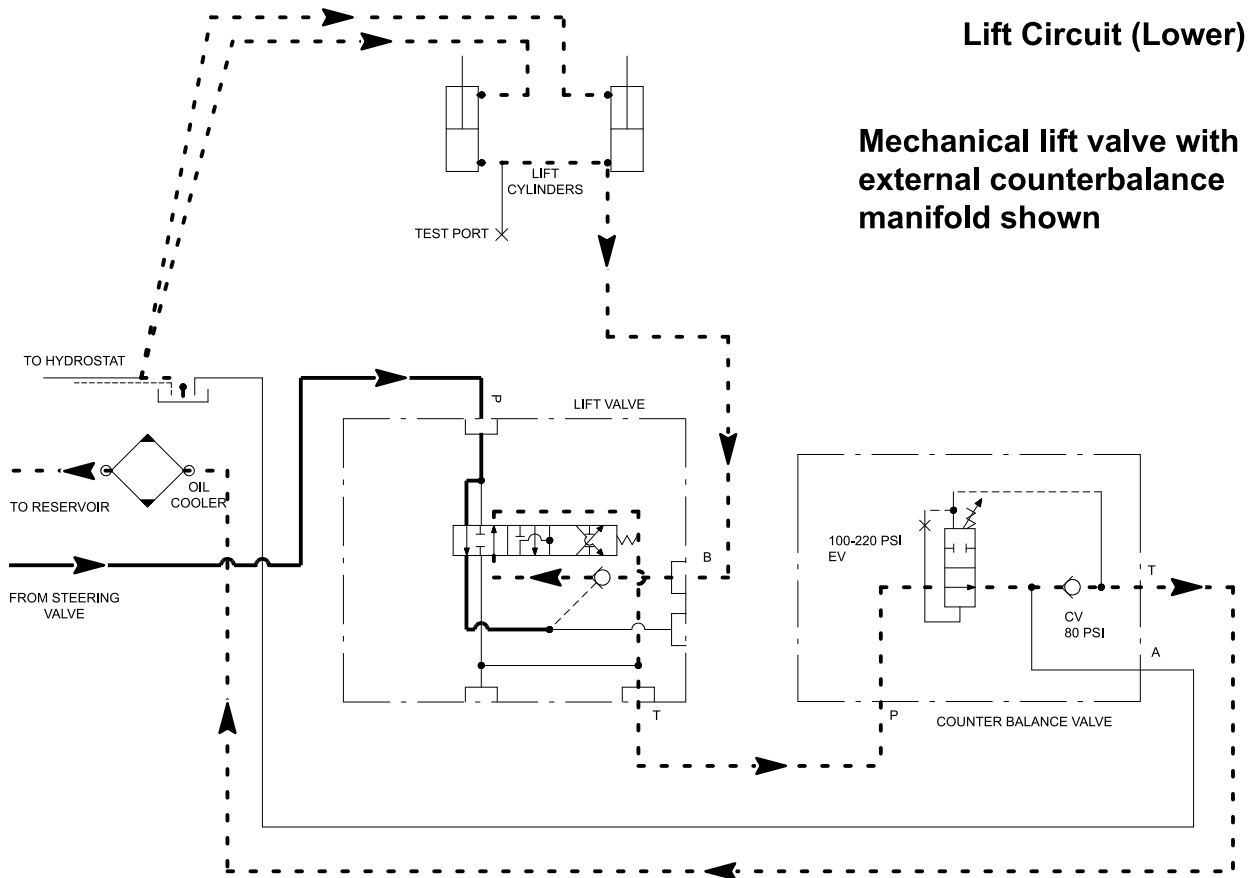 Lift Circuit (Lower)
Mechanical lift valve with
external counterbalance
manifold shown
LIFT
CYLINDERS
TEST PORT
TO HYDROSTAT
P
LIFT VALVE
OIL
COOLER
TO RESERVOIR
FROM STEERING
VALVE
B
T
100-220 PSI
EV
T
CV
80 PSI
A
P
COUNTER BALANCE VALVE